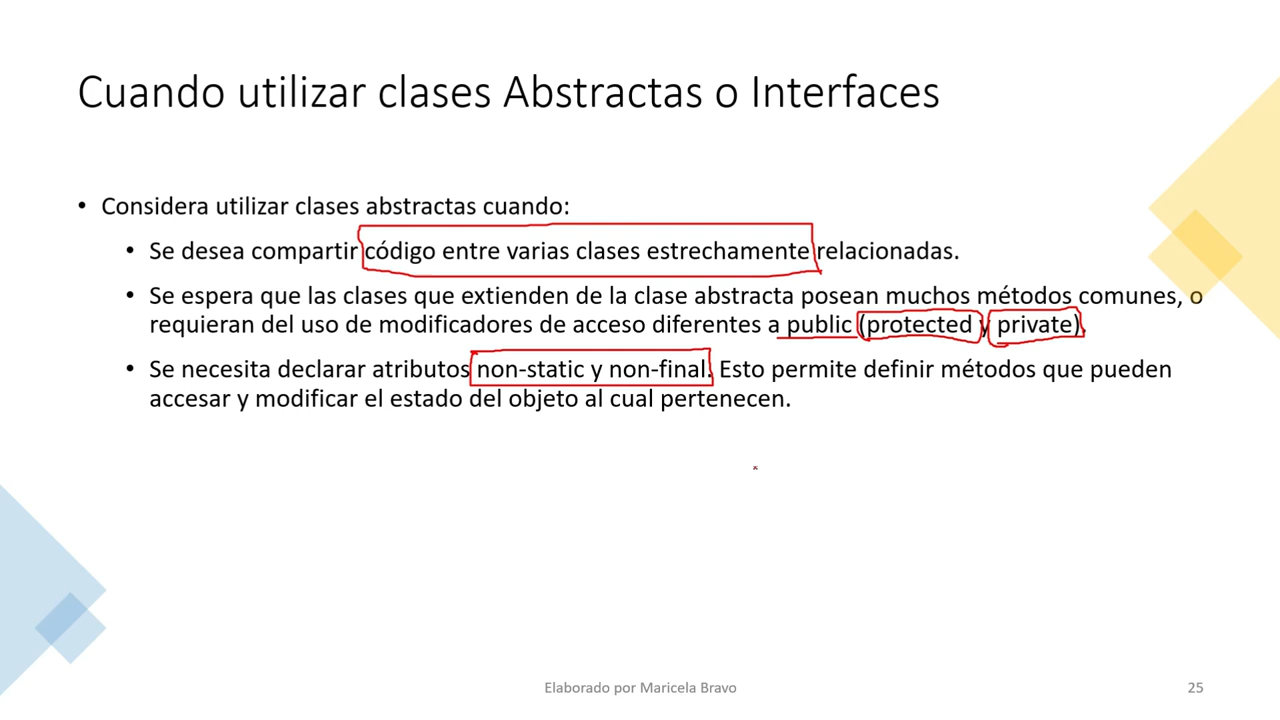 Cuando utilizar clases Abstractas o Interfaces
• Considera utilizar clases abstractas cuando:
• Se desea compartir código entre varias clases estrechamente relacionadas.
• Se espera que las clases que extienden de la clase abstracta posean muchos métodos comunes, o
requieran del uso de modificadores de acceso diferentes a public (protected y private).
• Se necesita declarar atributos non-static y non-final. Esto permite definir métodos que pueden
accesar y modificar el estado del objeto al cual pertenecen.
Elaborado por Maricela Bravo
25